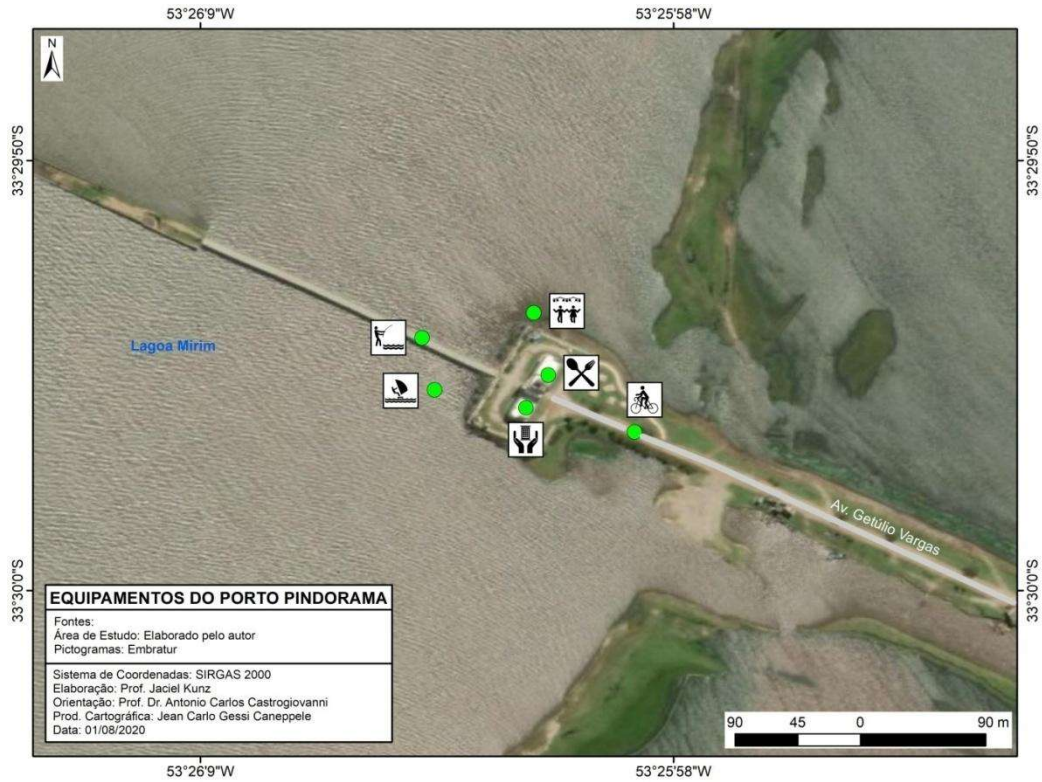 53°26'9"W
53°25'58"W
N
33°29'50"S
33°29'50"S
Lagoa Mirim
Av. Getúlio Vargas
33°30'0"S
33°30'0"S
EQUIPAMENTOS DO PORTO PINDORAMA
Fontes:
Área de Estudo: Elaborado pelo autor
Pictogramas: Embratur
Sistema de Coordenadas: SIRGAS 2000
Elaboração: Prof. Jaciel Kunz
Orientação: Prof. Dr. Antonio Carlos Castrogiovanni
Prod. Cartográfica: Jean Carlo Gessi Caneppele
Data: 01/08/2020
90 45 0 90 m
53°26'9"W
53°25'58"W